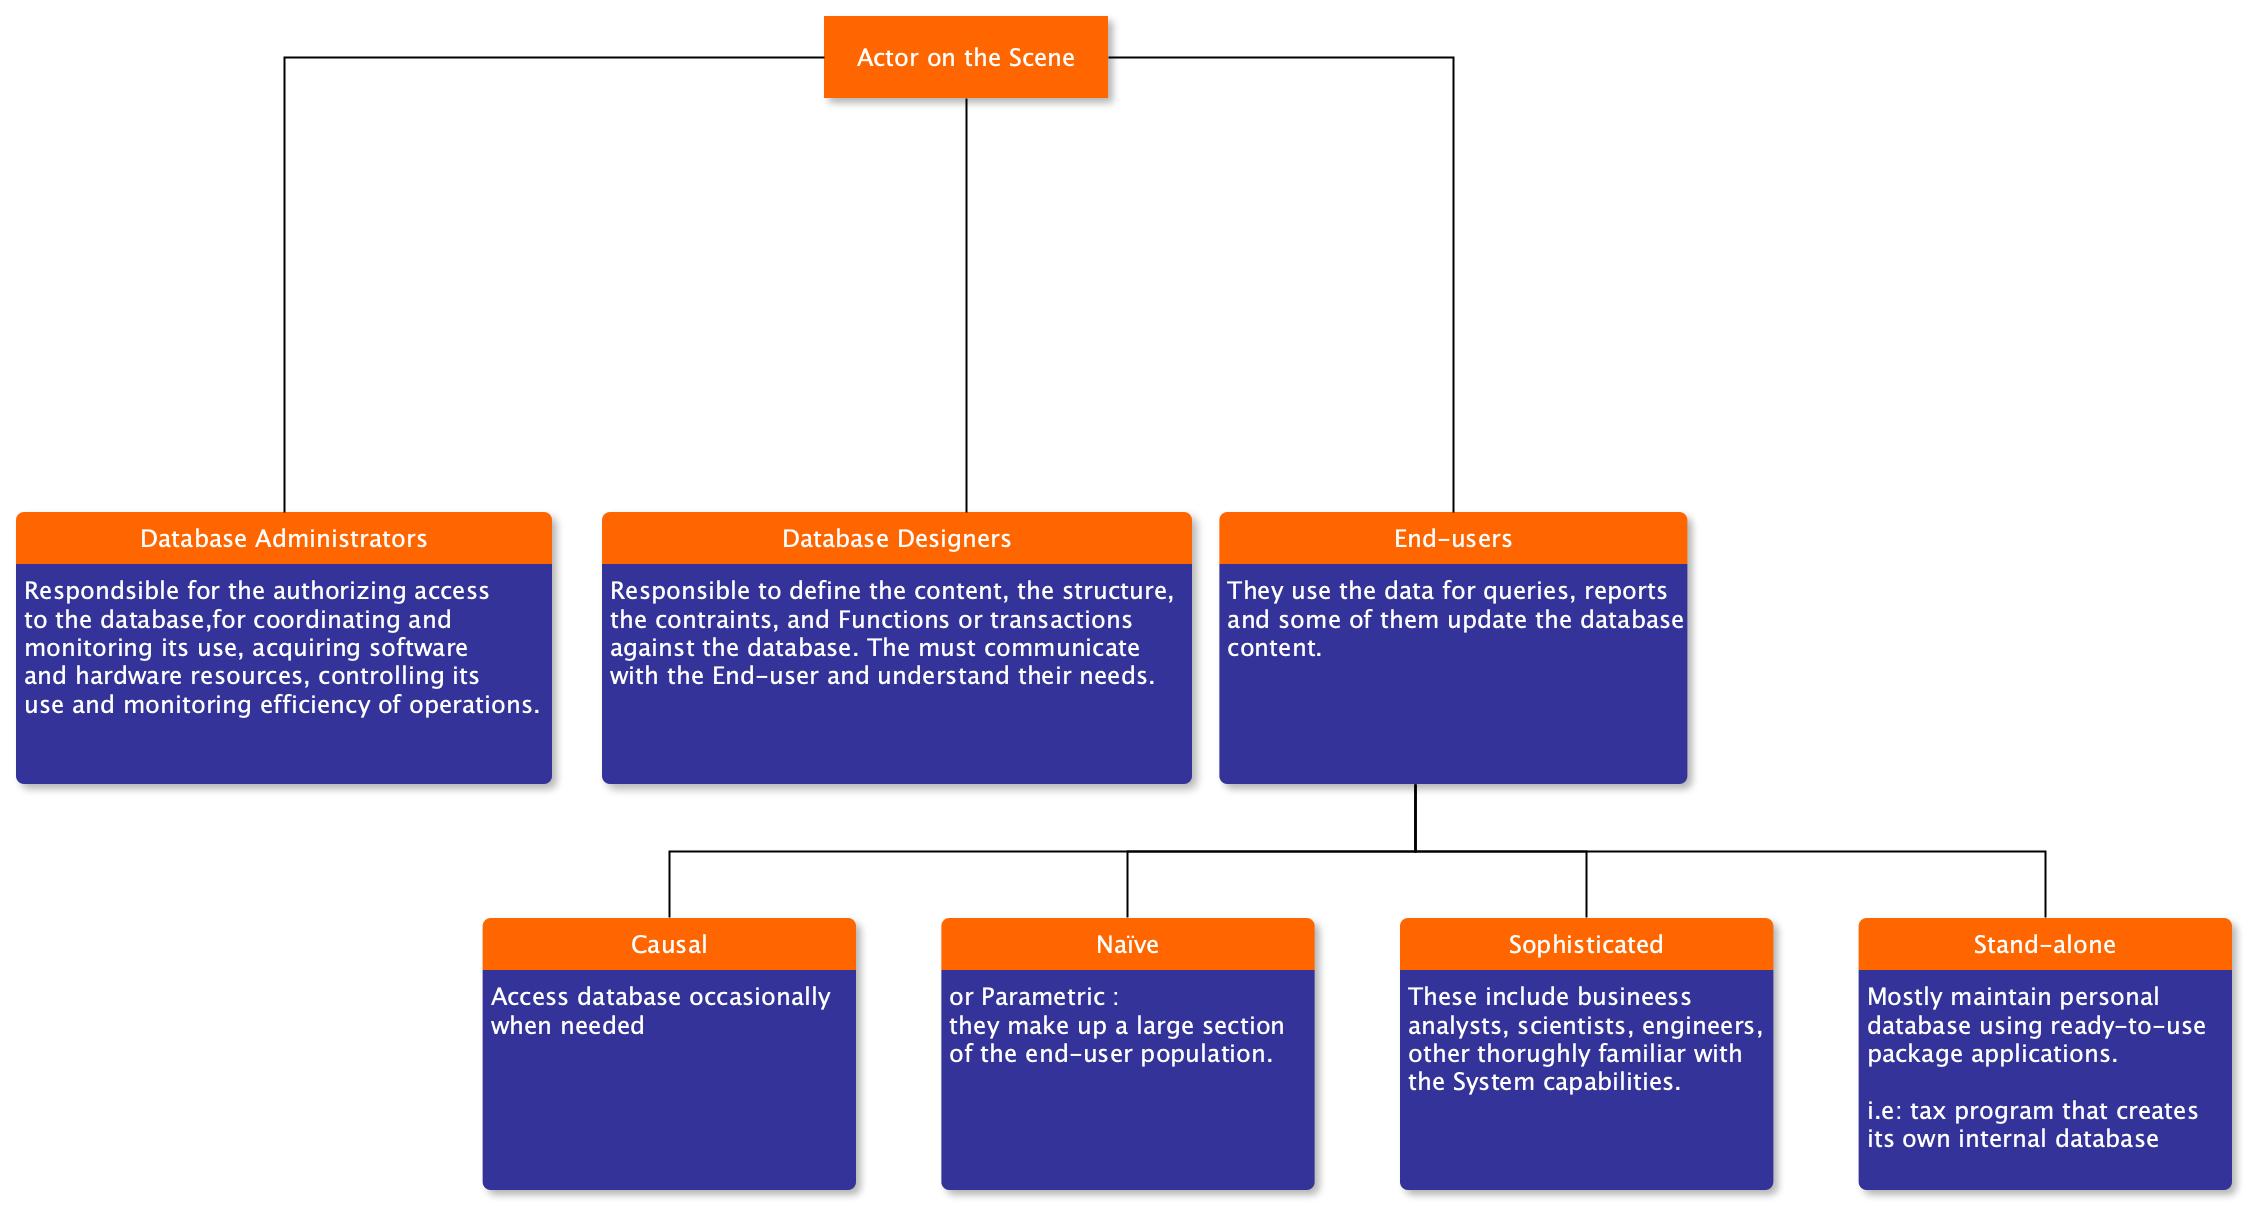 Actor on the Scene
Database Administrators
Respondsible for the authorizing access
to the database,for coordinating and
monitoring its use, acquiring software
and hardware resources, controlling its
use and monitoring efficiency of operations.
Database Designers
Responsible to define the content, the structure,
the contraints, and Functions or transactions
against the database. The must communicate
with the End-user and understand their needs.
End-users
They use the data for queries, reports
and some of them update the database
content.
Causal
Access database occasionally
when needed
Naïve
or Parametric :
they make up a large section
of the end-user population.
Sophisticated
These include busineess
analysts, scientists, engineers,
other thorughly familiar with
the System capabilities.
Stand-alone
Mostly maintain personal
database using ready-to-use
package applications.
i.e: tax program that creates
its own internal database